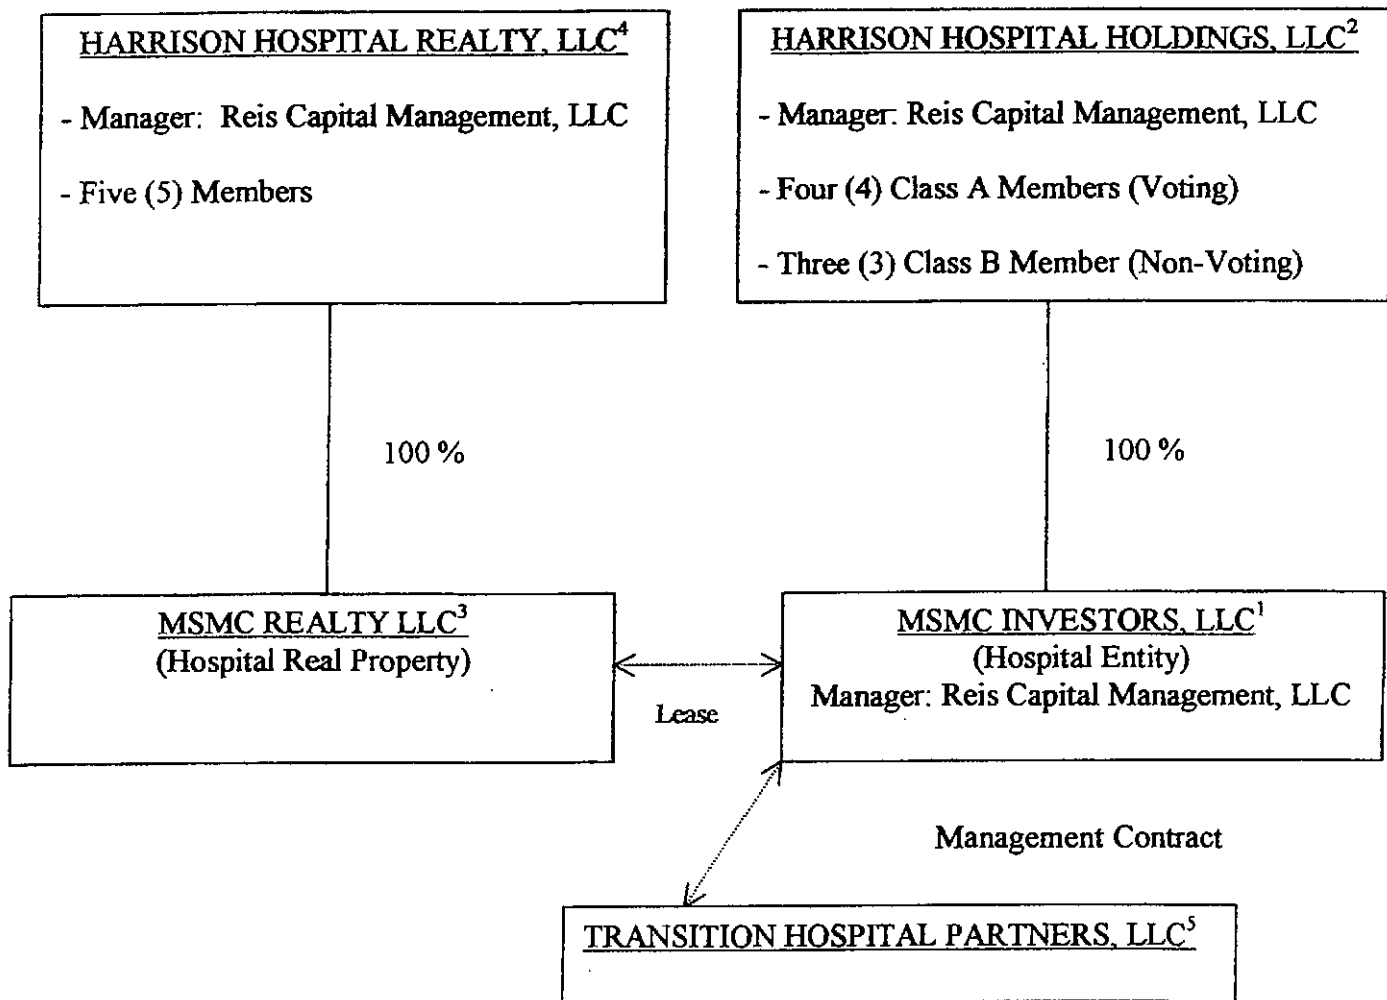 HARRISON HOSPITAL REALTY, LLC⁴
- Manager: Reis Capital Management, LLC
- Five (5) Members
HARRISON HOSPITAL HOLDINGS, LLC²
- Manager: Reis Capital Management, LLC
- Four (4) Class A Members (Voting)
- Three (3) Class B Member (Non-Voting)
100 %
100 %
MSMC REALTY LLC³
(Hospital Real Property)
Lease
MSMC INVESTORS, LLC¹
(Hospital Entity)
Manager: Reis Capital Management, LLC
Management Contract
TRANSITION HOSPITAL PARTNERS, LLC⁵